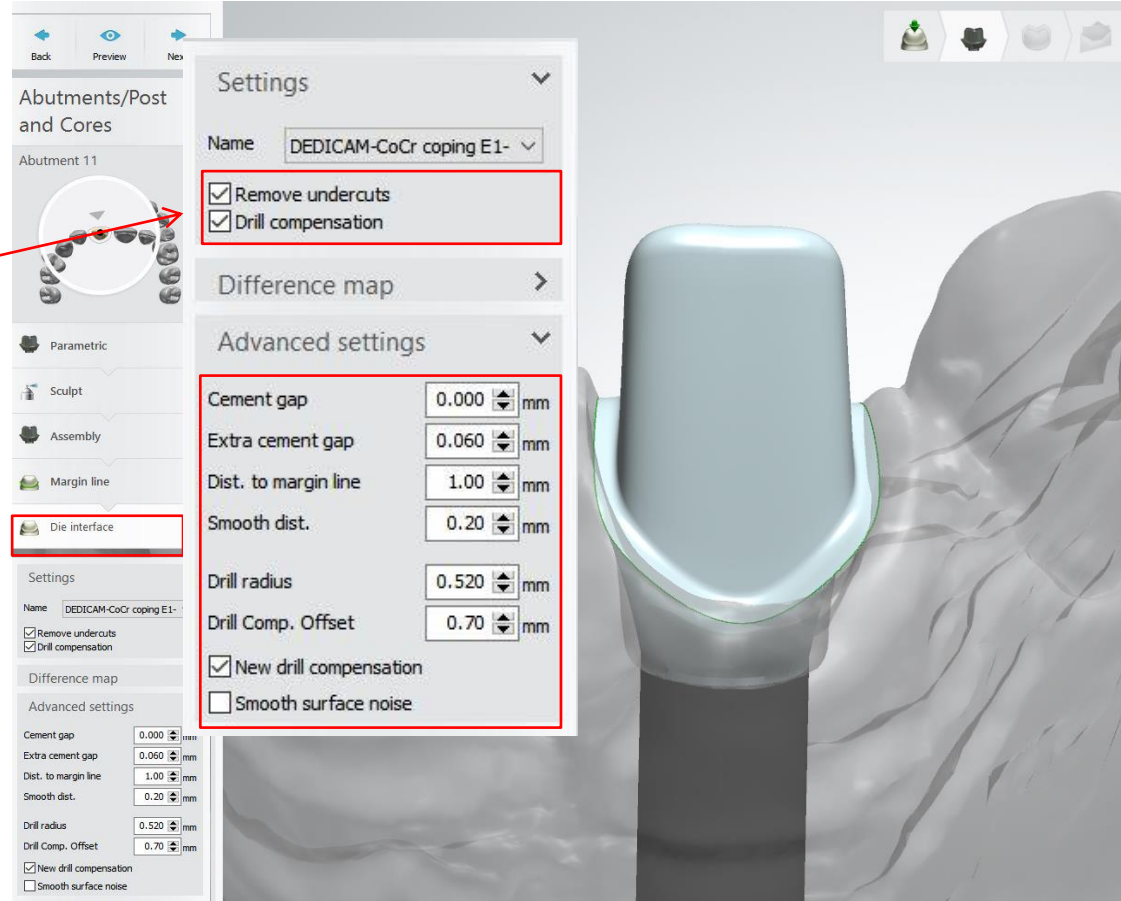 Back Preview Nex
Abutments/Post
and Cores
Abutment 11
Parametric
Sculpt
Assembly
Margin line
Die interface
Settings
Name DEDICAM-CoCr coping E1-
Remove undercuts
Drill compensation
Difference map
Advanced settings
Cement gap 0.000 mm
Extra cement gap 0.060 mm
Dist. to margin line 1.00 mm
Smooth dist. 0.20 mm
Drill radius 0.520 mm
Drill Comp. Offset 0.70 mm
New drill compensation
Smooth surface noise
Settings
Name DEDICAM-CoCr coping E1-
Remove undercuts
Drill compensation
Difference map
Advanced settings
Cement gap 0.000 mm
Extra cement gap 0.060 mm
Dist. to margin line 1.00 mm
Smooth dist. 0.20 mm
Drill radius 0.520 mm
Drill Comp. Offset 0.70 mm
New drill compensation
Smooth surface noise